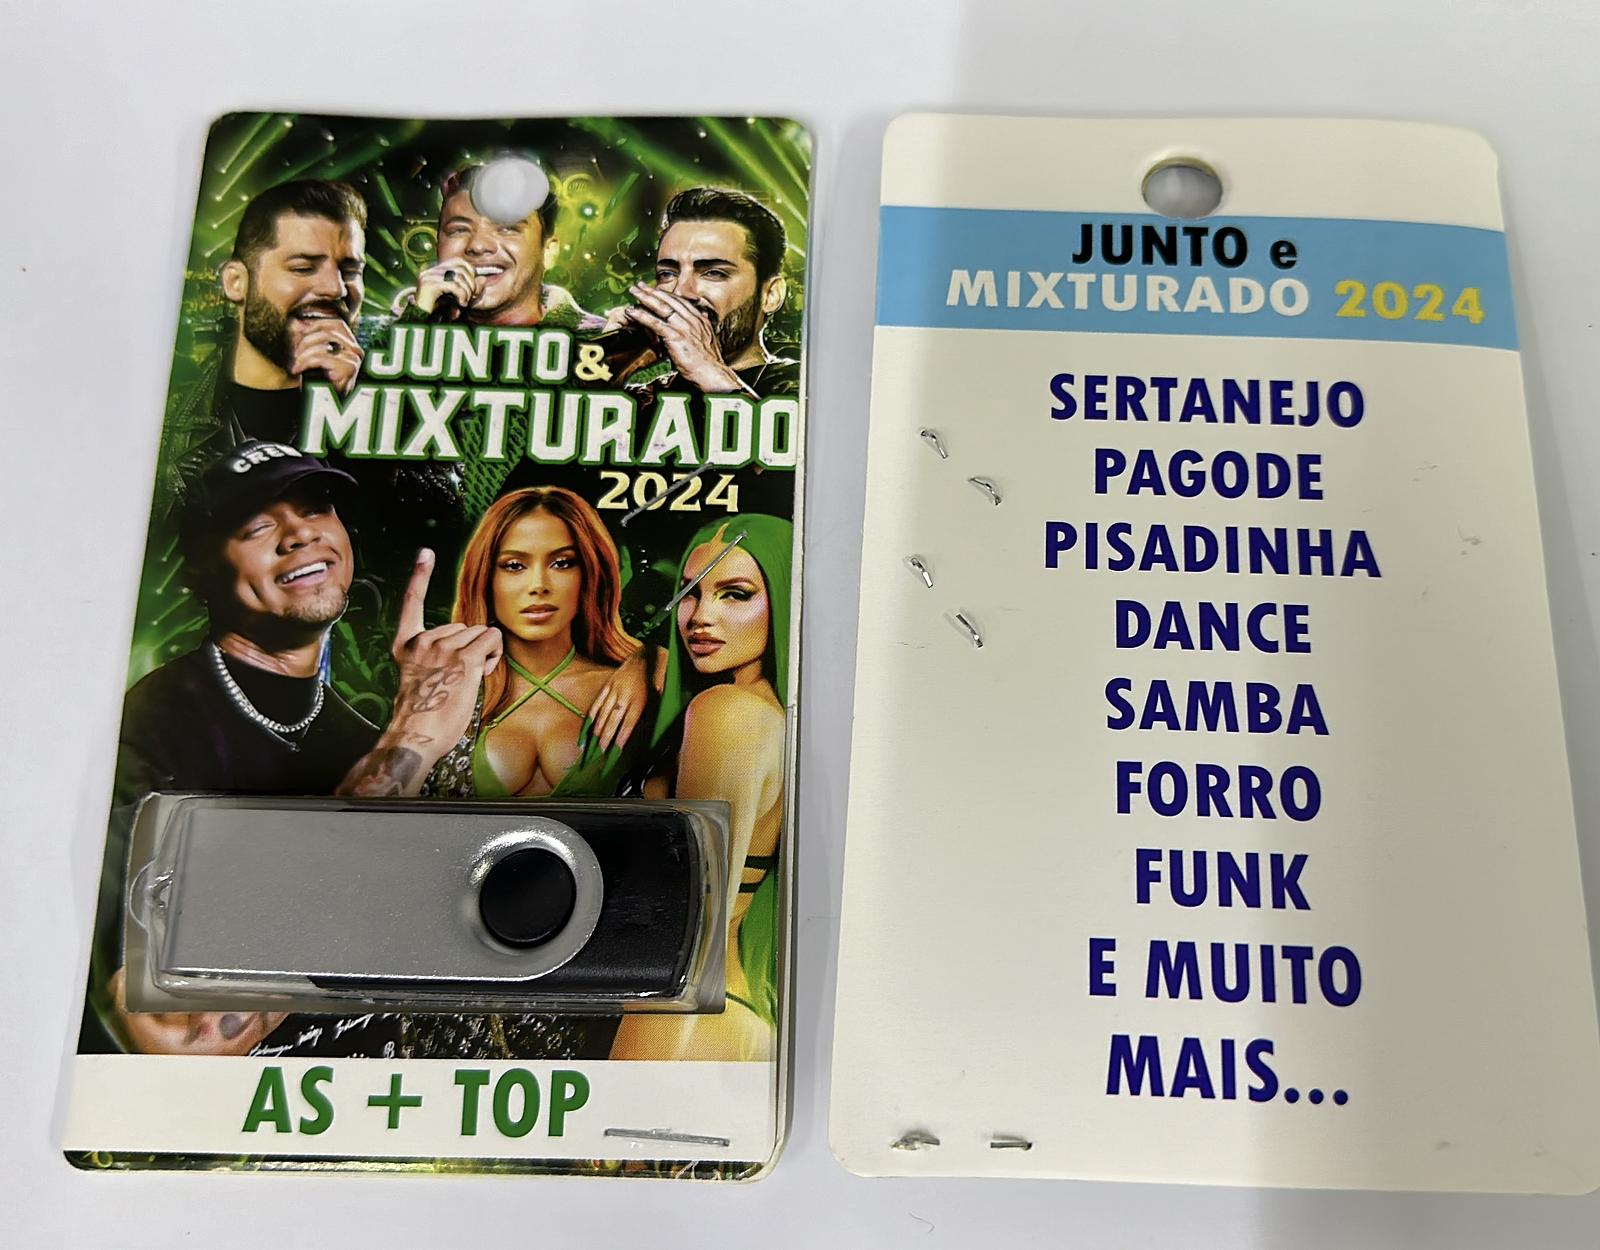 JUNTO &
MIXTURADO
2024
CREW
AS + TOP
JUNTO e
MIXTURADO 2024
SERTANEJO
PAGODE
PISADINHA
DANCE
SAMBA
FORRO
FUNK
E MUITO
MAIS...